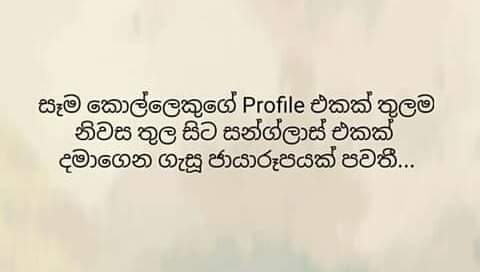 සෑම කොල්ලෙකුගේ Profile එකක් තුලම
නිවස තුල සිට සන්ග්ලාස් එකක්
දමාගෙන ගැසූ ජායාරූපයක් පවතී...